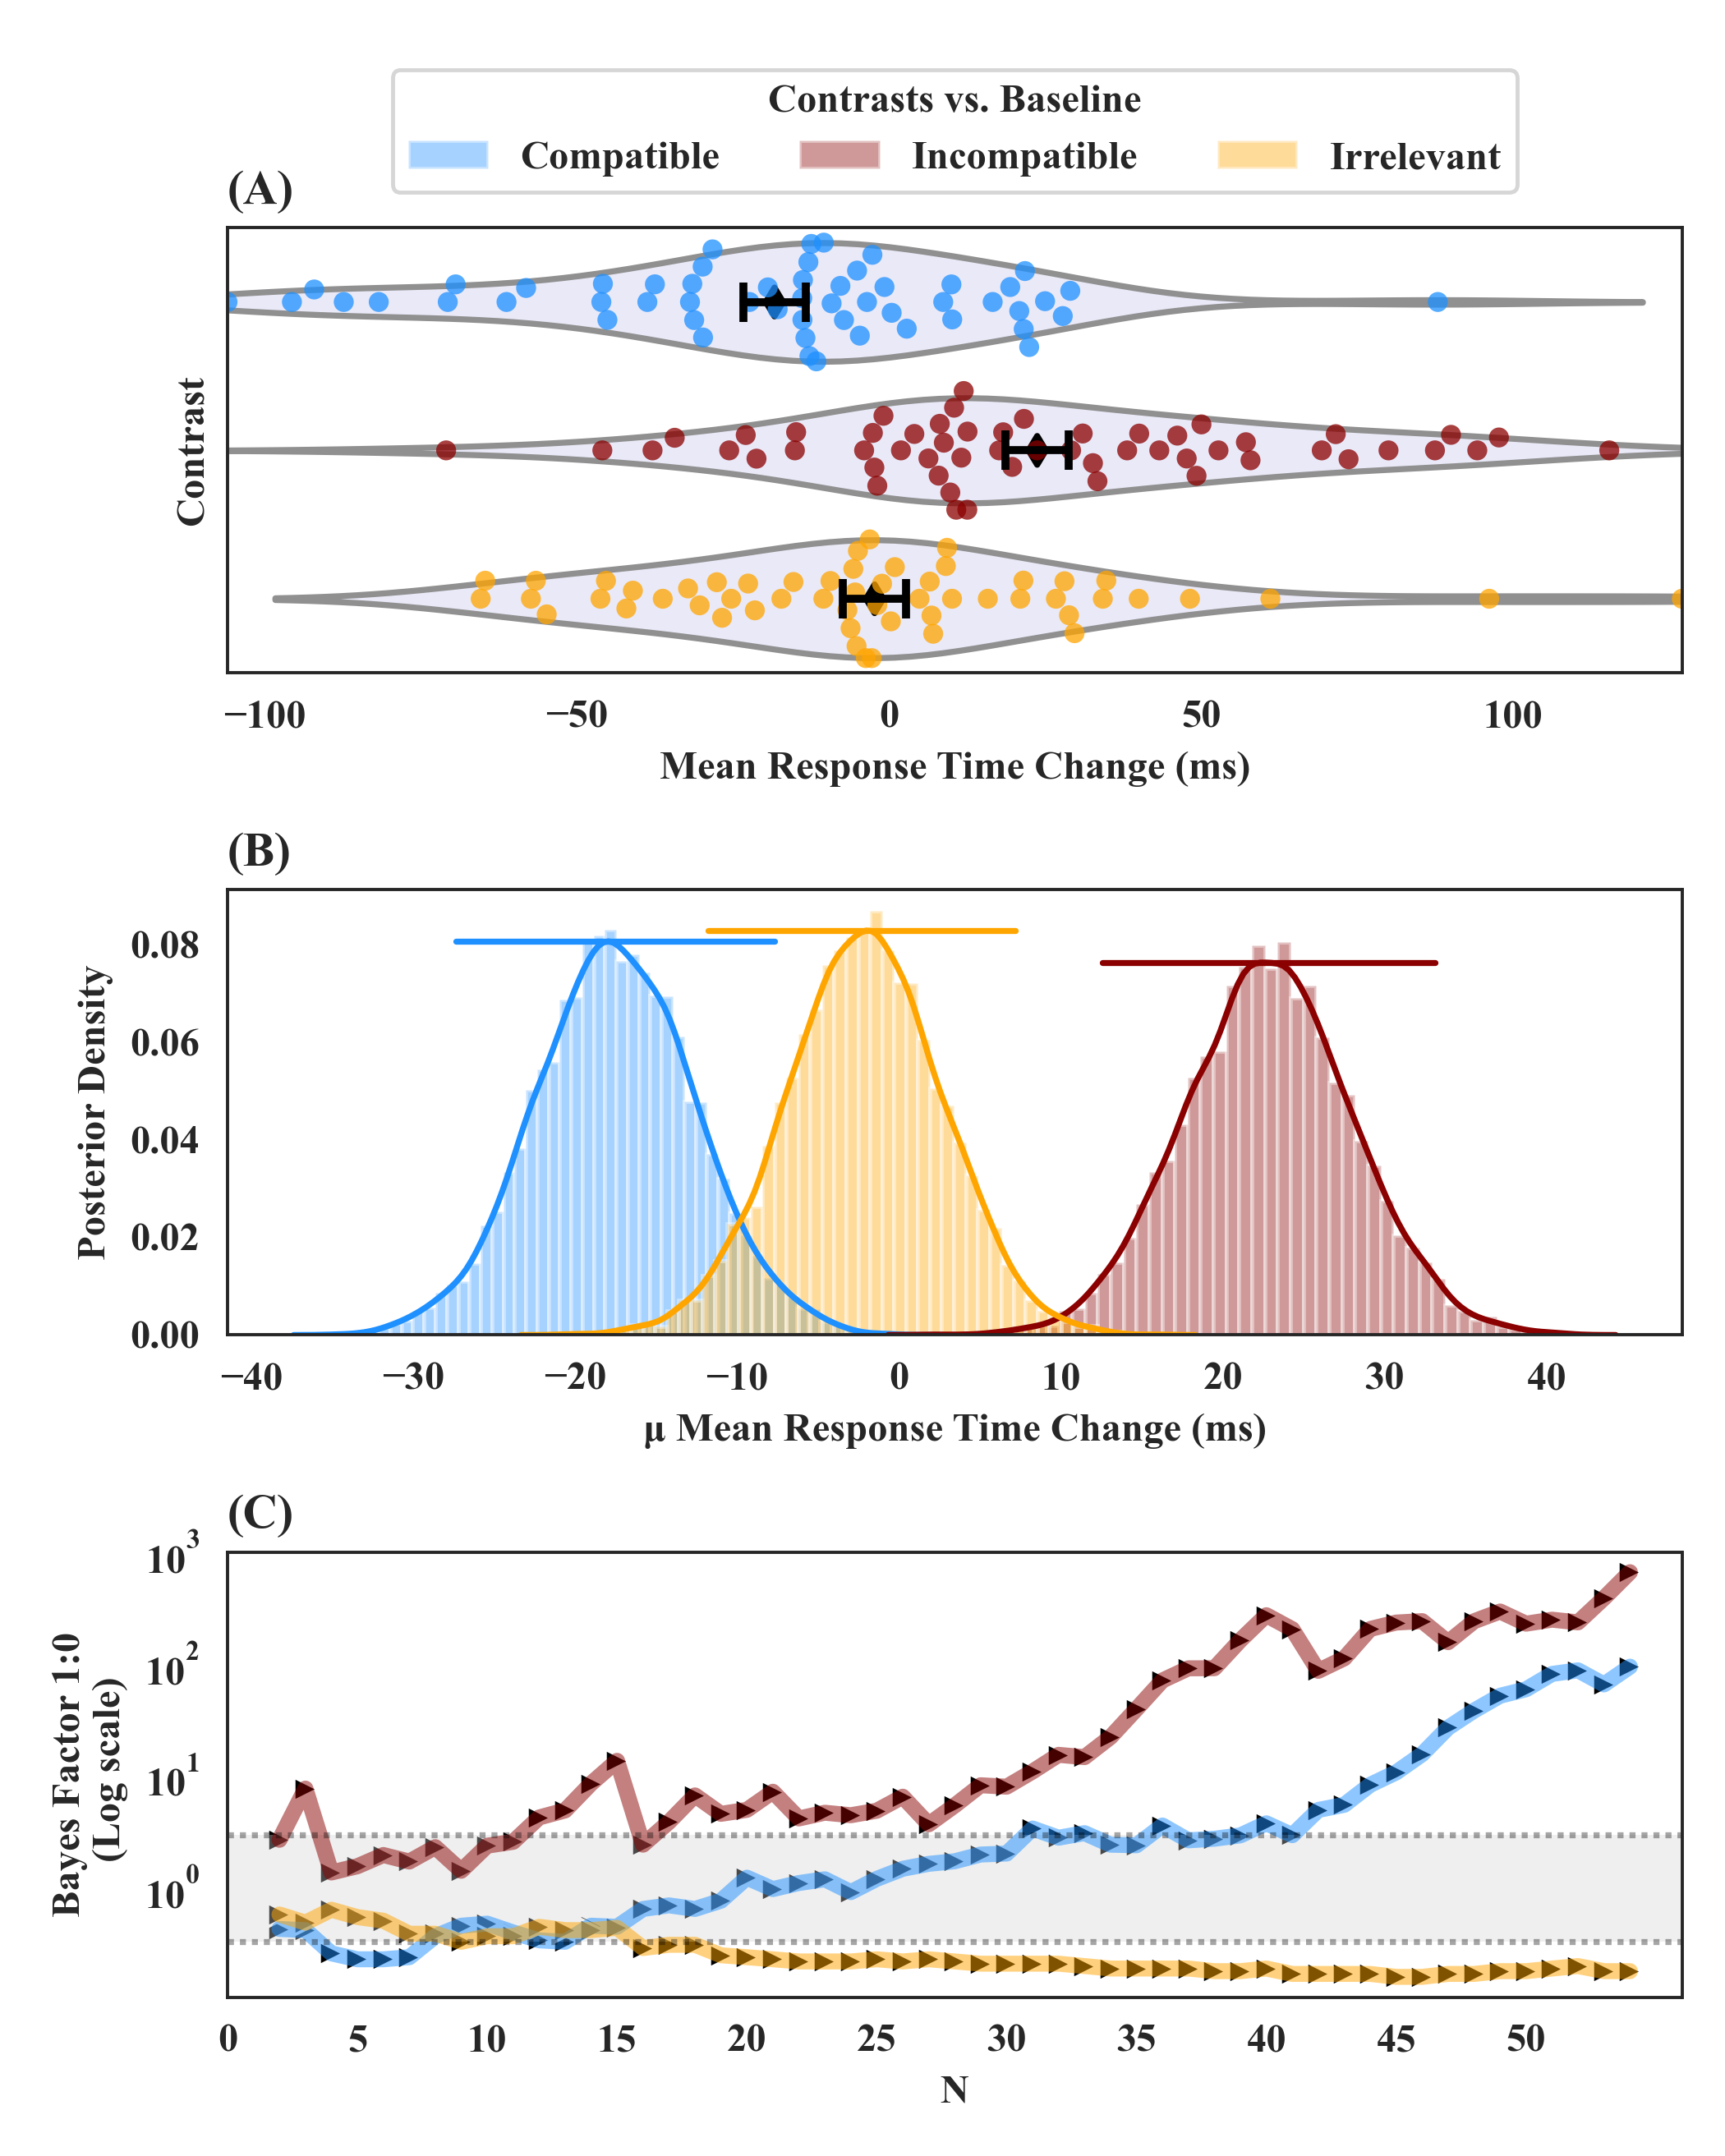 Contrasts vs. Baseline
Compatible Incompatible Irrelevant
(A)
Contrast
−100 −50 0 50 100
Mean Response Time Change (ms)
(B)
Posterior Density
0.08
0.06
0.04
0.02
0.00
−40 −30 −20 −10 0 10 20 30 40
μ Mean Response Time Change (ms)
(C)
Bayes Factor 1:0
(Log scale)
10³
10²
10¹
10⁰
0 5 10 15 20 25 30 35 40 45 50
N